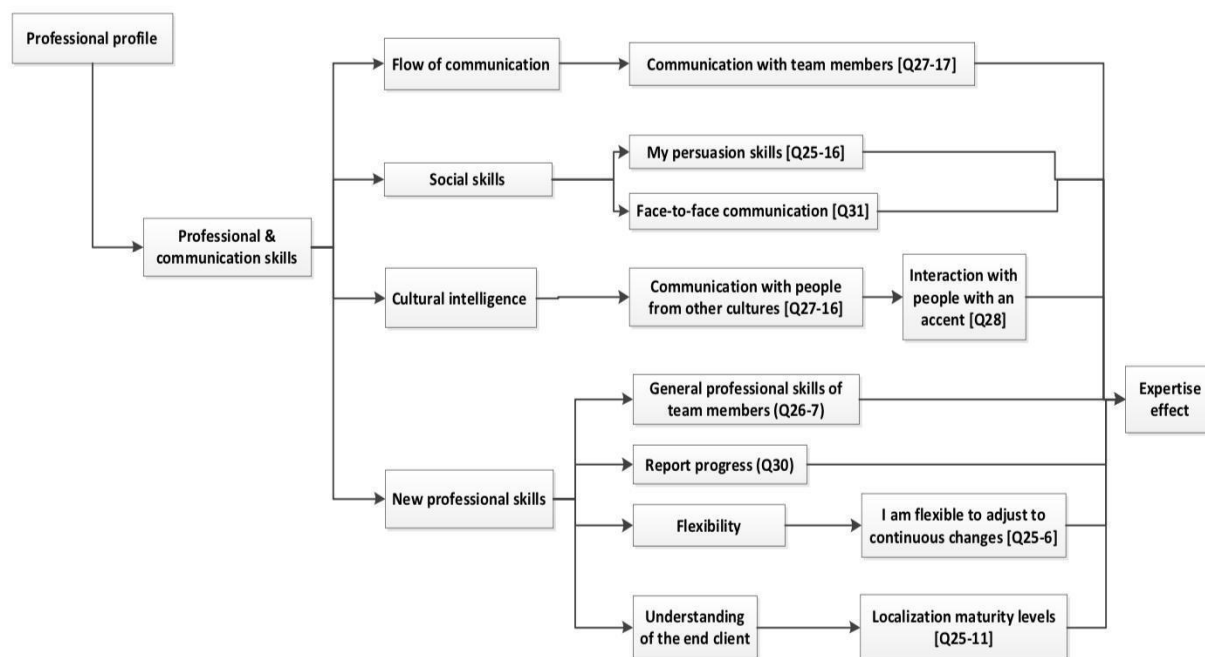 Professional profile
Flow of communication
Communication with team members [Q27-17]
My persuasion skills [Q25-16]
Social skills
Face-to-face communication [Q31]
Professional &
communication skills
Cultural intelligence
Communication with people
from other cultures [Q27-16]
Interaction with
people with an
accent [Q28]
General professional skills of
team members (Q26-7)
Expertise
effect
Report progress (Q30)
New professional skills
Flexibility
I am flexible to adjust to
continuous changes [Q25-6]
Understanding
of the end client
Localization maturity levels
[Q25-11]